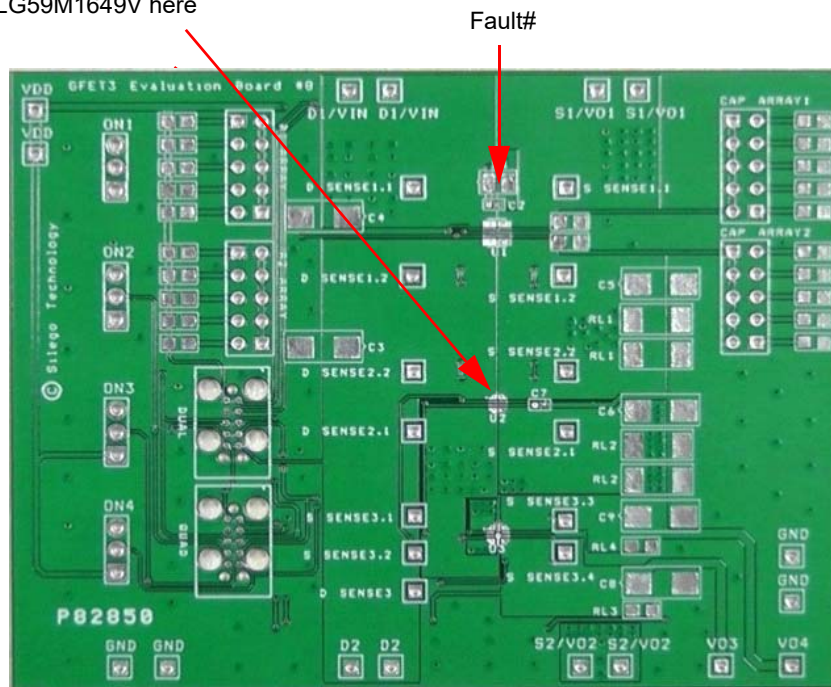 LG59M1649V here
Fault#
VDD GFET3 Evaluation Board #0
D1/VIN D1/VIN
S1/VO1 S1/VO1
CAP ARRAY1
VDD
ON1
D SENSE1.1
S SENSE1.1
C2
C4
U1
CAP ARRAY2
ON2
R2 ARRAY
D SENSE1.2
S SENSE1.2
C5
RL1
© Silego Technology
C3
S SENSE2.2
RL1
D SENSE2.2
ON3
DUAL
U2
C7
C6
D SENSE2.1
S SENSE2.1
RL2
RL2
ON4
QUAD
S SENSE3.1
S SENSE3.3
C9
U3
GND
S SENSE3.2
RL4
S SENSE3.4
C8
GND
D SENSE3
RL3
P82850
GND GND
D2 D2
S2/VO2 S2/VO2
VO3 VO4